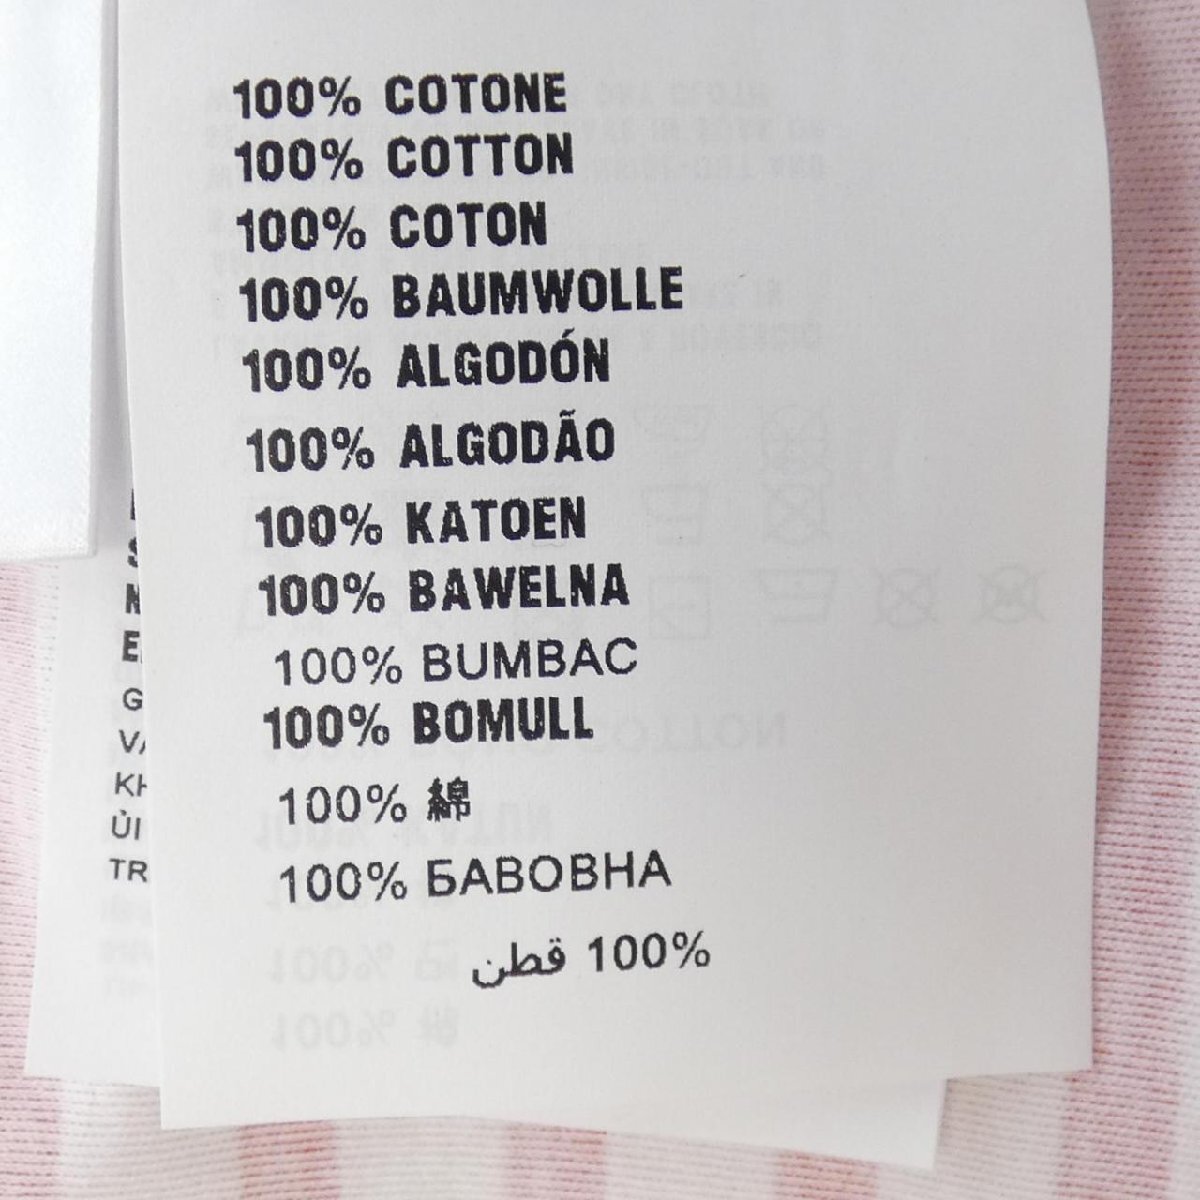 100% COTONE
100% COTTON
100% COTON
100% BAUMWOLLE
100% ALGODÓN
100% ALGODÃO
100% KATOEN
100% BAWELNA
100% BUMBAC
100% BOMULL
100% 綿
100% БАВОВНА
100% قطن